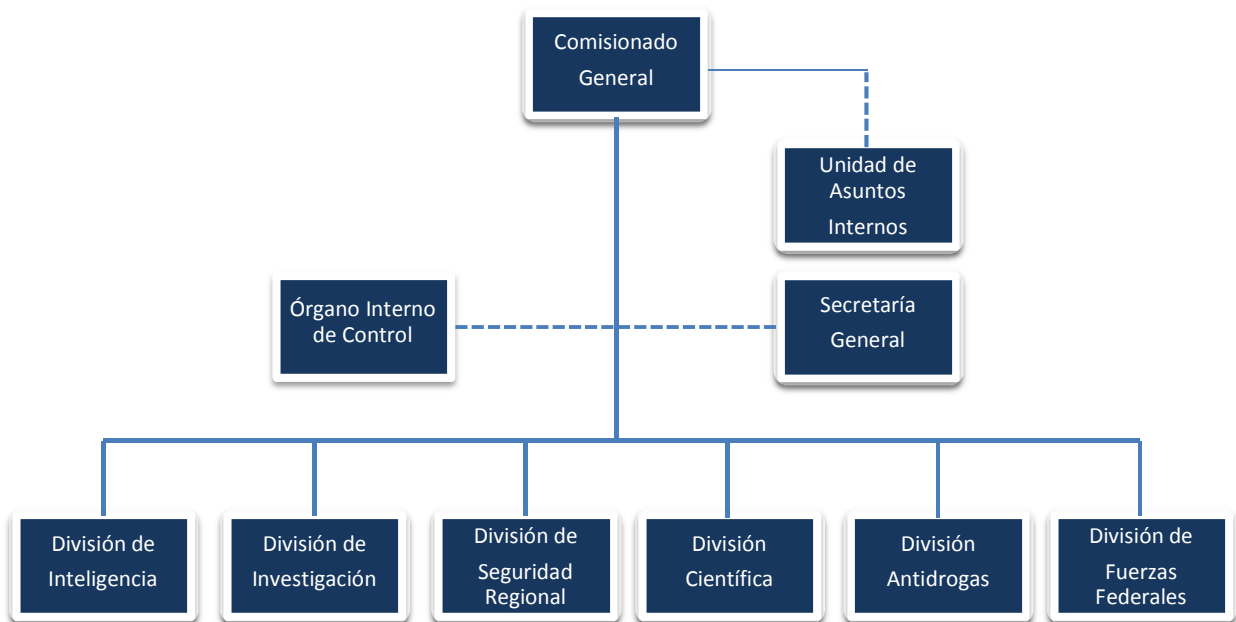 Comisionado
General
Unidad de
Asuntos
Internos
Órgano Interno
de Control
Secretaría
General
División de
Inteligencia
División de
Investigación
División de
Seguridad
Regional
División
Científica
División
Antidrogas
División de
Fuerzas
Federales